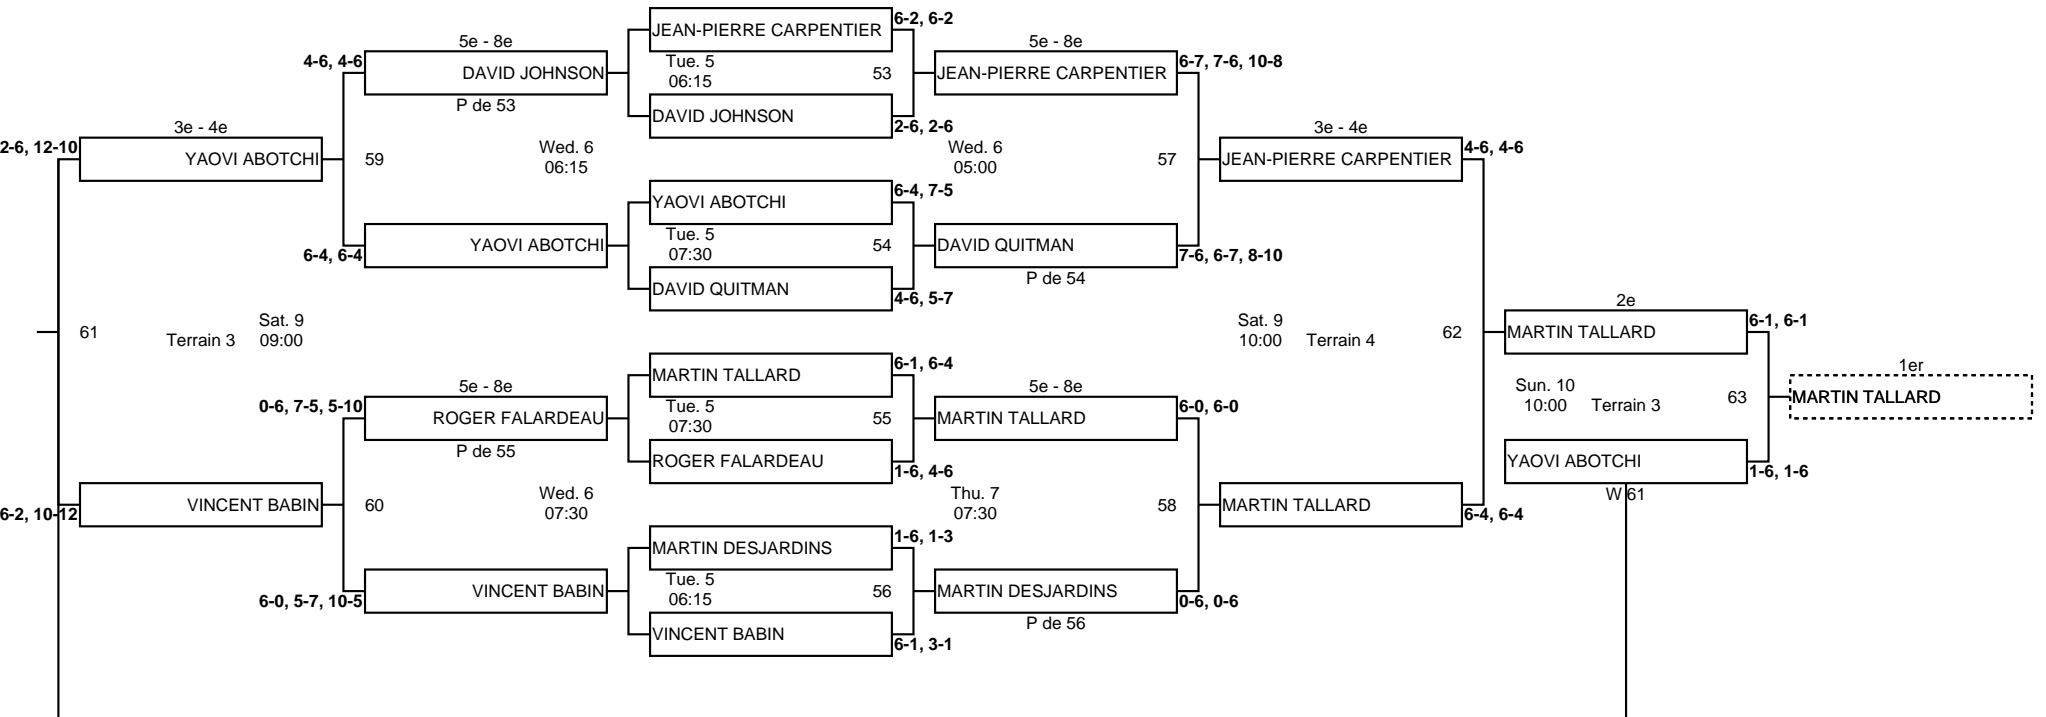 6-2, 6-2
JEAN-PIERRE CARPENTIER
5e - 8e
5e - 8e
4-6, 4-6
Tue. 5
06:15
53
6-7, 7-6, 10-8
DAVID JOHNSON
JEAN-PIERRE CARPENTIER
P de 53
DAVID JOHNSON
2-6, 2-6
3e - 4e
3e - 4e
2-6, 12-10
Wed. 6
06:15
Wed. 6
05:00
4-6, 4-6
YAOVI ABOTCHI
59
57
JEAN-PIERRE CARPENTIER
6-4, 7-5
YAOVI ABOTCHI
Tue. 5
07:30
54
YAOVI ABOTCHI
DAVID QUITMAN
6-4, 6-4
7-6, 6-7, 8-10
P de 54
DAVID QUITMAN
4-6, 5-7
2e
61
Terrain 3
Sat. 9
09:00
Sat. 9
10:00
Terrain 4
62
MARTIN TALLARD
6-1, 6-1
6-1, 6-4
MARTIN TALLARD
1er
5e - 8e
5e - 8e
Sun. 10
10:00
Terrain 3
63
MARTIN TALLARD
0-6, 7-5, 5-10
Tue. 5
07:30
55
6-0, 6-0
ROGER FALARDEAU
MARTIN TALLARD
P de 55
ROGER FALARDEAU
1-6, 4-6
YAOVI ABOTCHI
1-6, 1-6
W 61
6-2, 10-12
VINCENT BABIN
60
Wed. 6
07:30
Thu. 7
07:30
58
MARTIN TALLARD
6-4, 6-4
1-6, 1-3
MARTIN DESJARDINS
Tue. 5
06:15
56
VINCENT BABIN
MARTIN DESJARDINS
6-0, 5-7, 10-5
0-6, 0-6
P de 56
VINCENT BABIN
6-1, 3-1